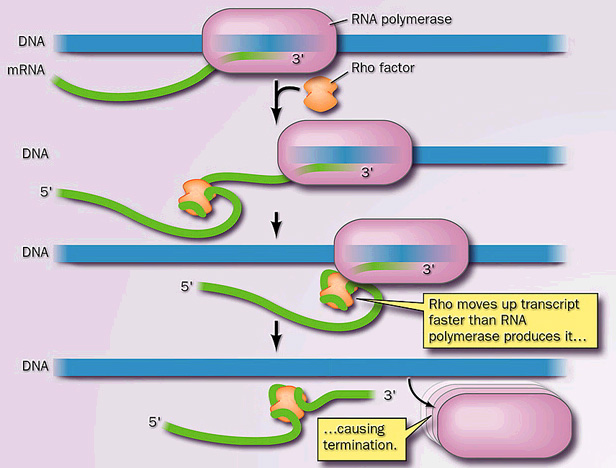 RNA polymerase
DNA
3'
mRNA
Rho factor
DNA
3'
5'
DNA
3'
5'
Rho moves up transcript
faster than RNA
polymerase produces it...
DNA
3'
5'
...causing
termination.